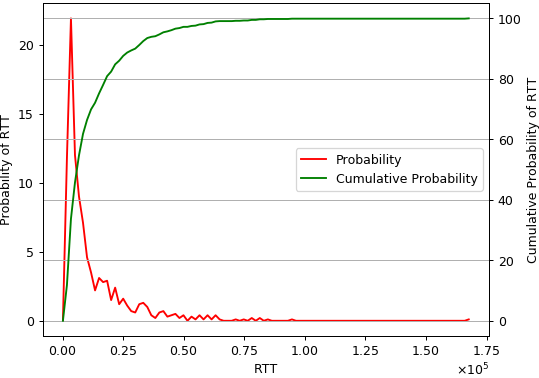 Probability of RTT
20
15
10
5
0
100
80
60
40
20
0
Cumulative Probability of RTT
Probability
Cumulative Probability
0.00 0.25 0.50 0.75 1.00 1.25 1.50 1.75
×10⁵
RTT